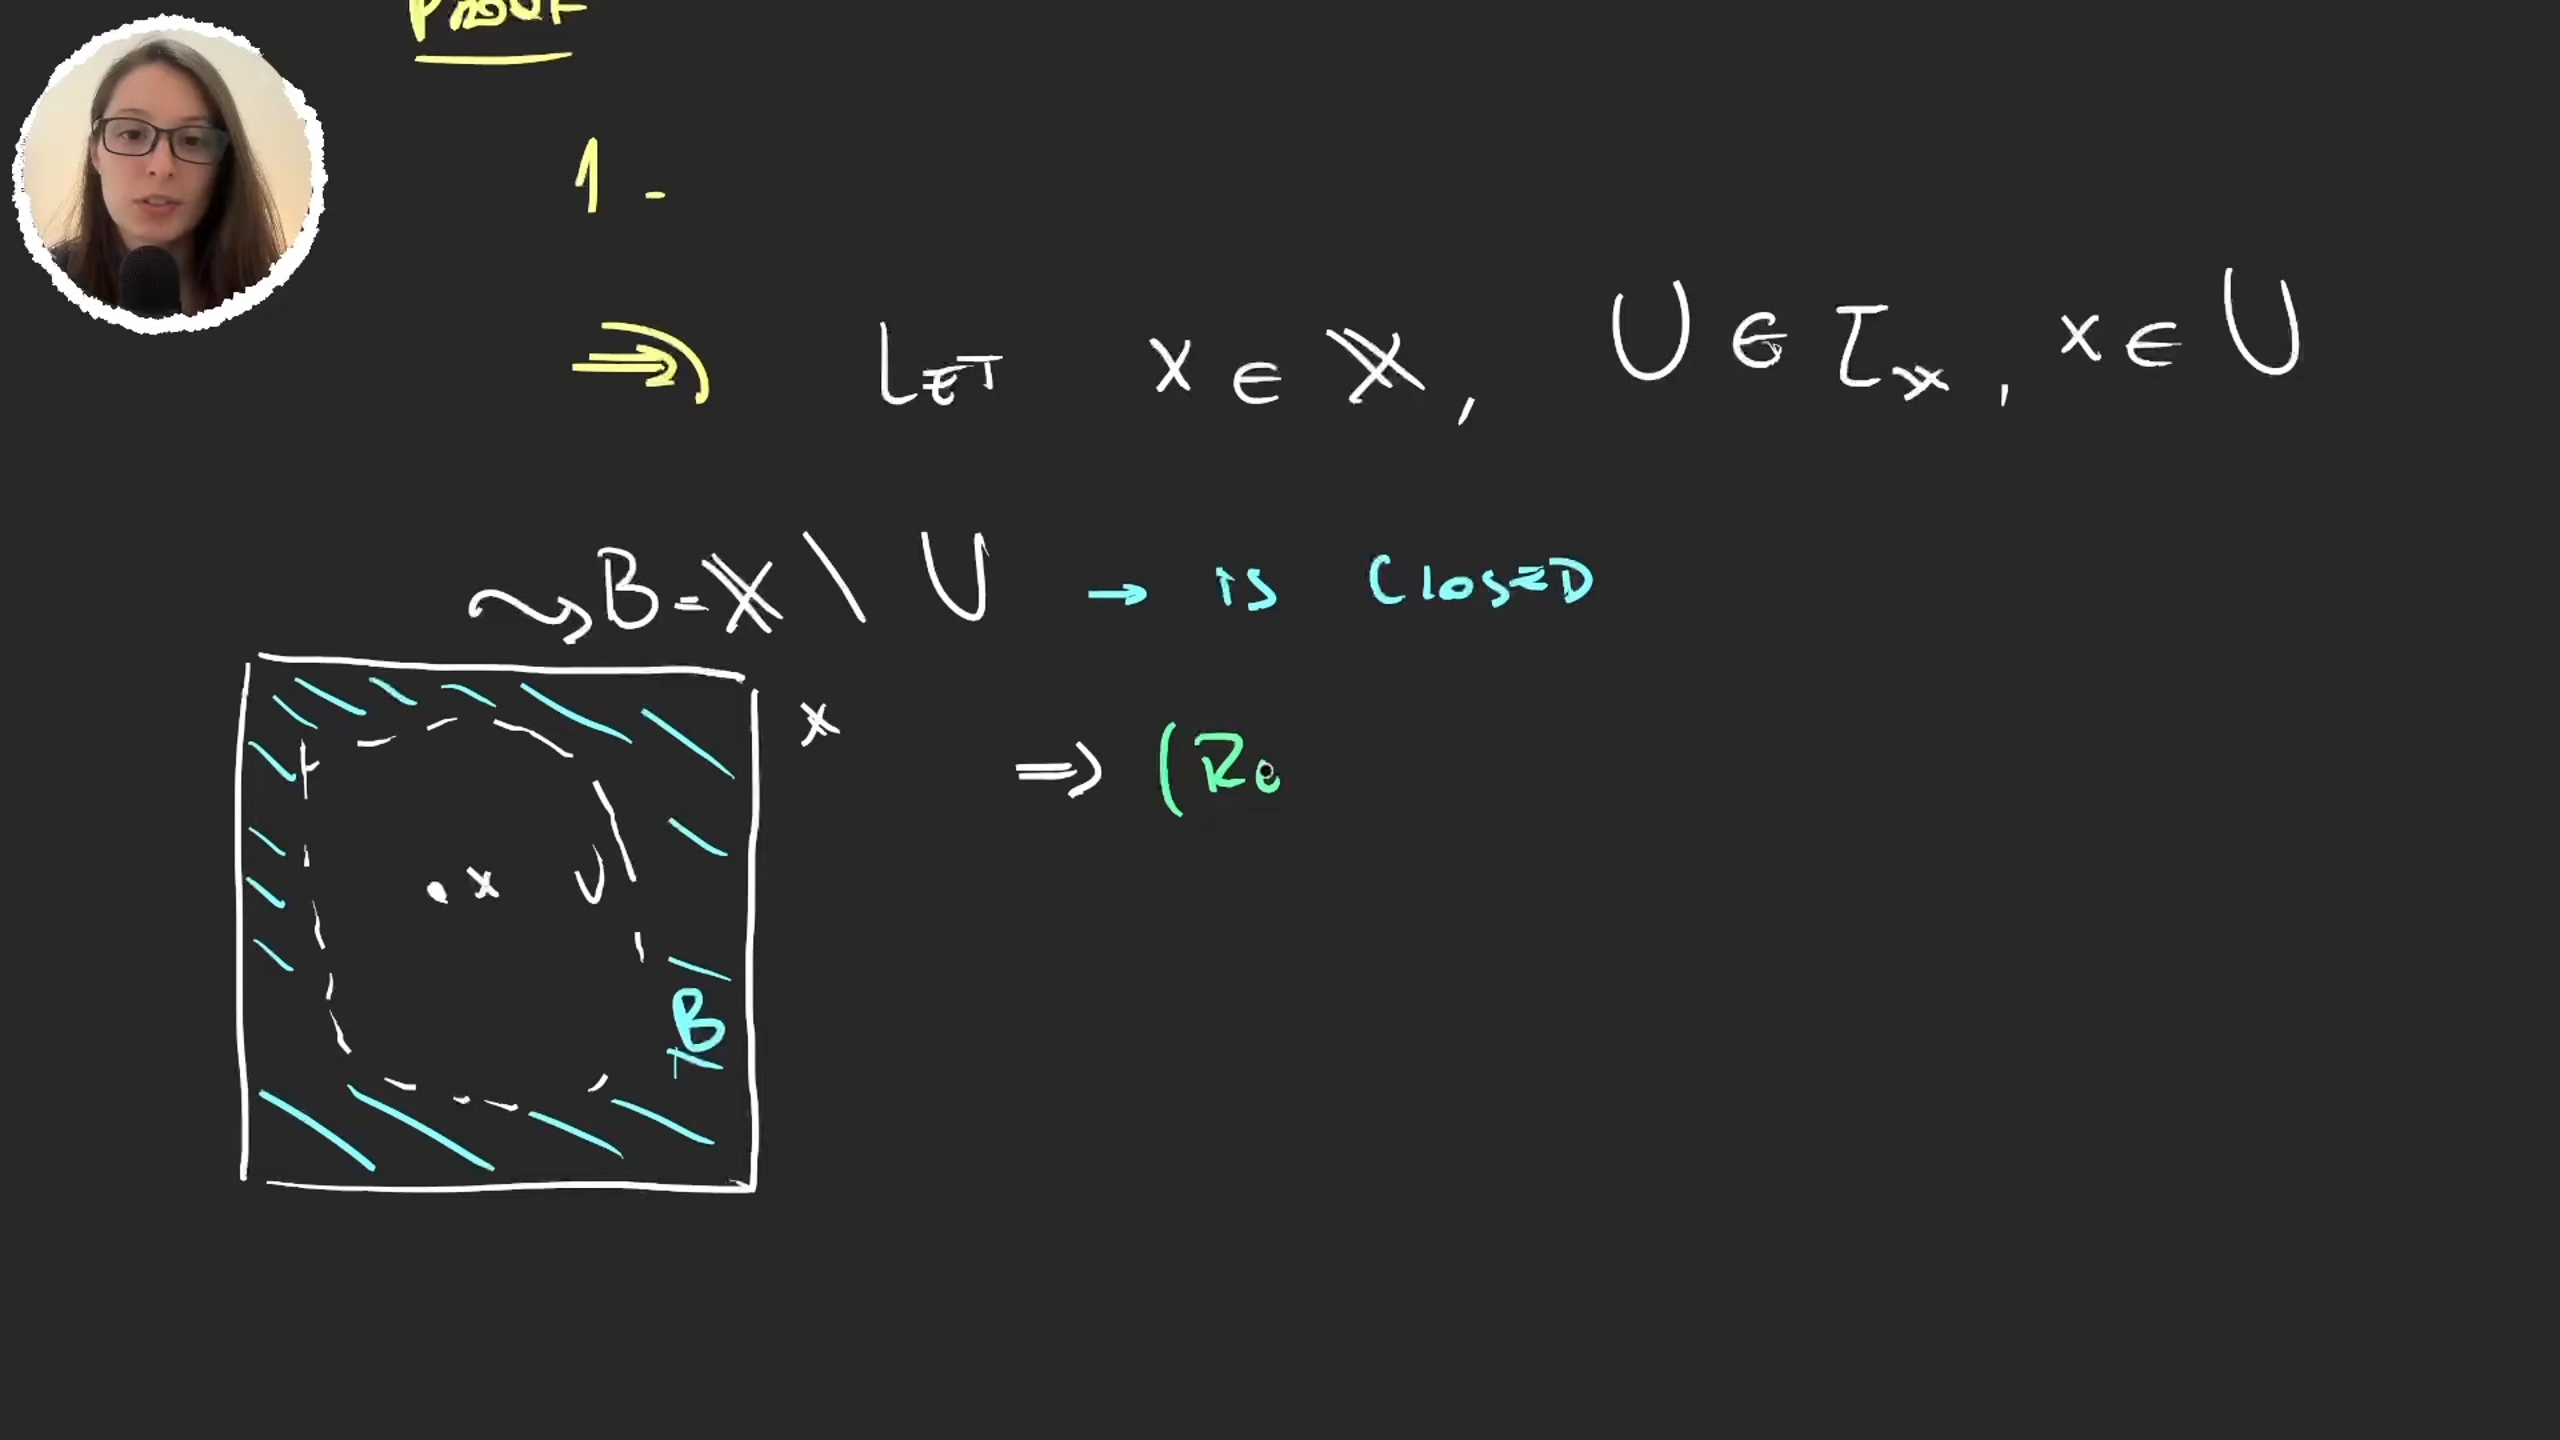 PROOF
1 -
⇒) LET x ∈ X, U ∈ τ_X, x ∈ U
⤳ B = X \ U → is CLOSED
X
⇒ (Re
• x U
B